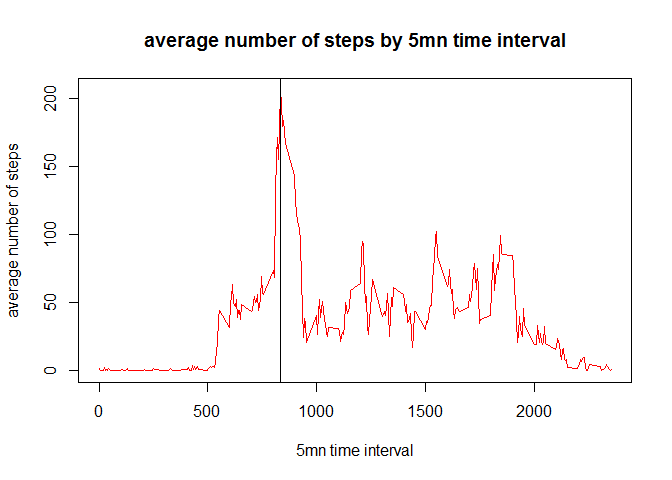 average number of steps by 5mn time interval
average number of steps
200
150
100
50
0
0 500 1000 1500 2000
5mn time interval